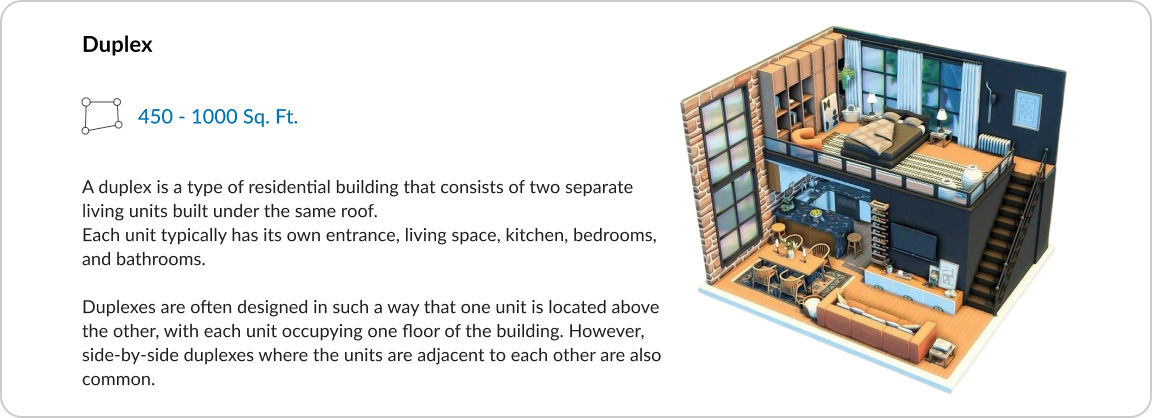 Duplex
450 - 1000 Sq. Ft.
A duplex is a type of residential building that consists of two separate
living units built under the same roof.
Each unit typically has its own entrance, living space, kitchen, bedrooms,
and bathrooms.
Duplexes are often designed in such a way that one unit is located above
the other, with each unit occupying one floor of the building. However,
side-by-side duplexes where the units are adjacent to each other are also
common.